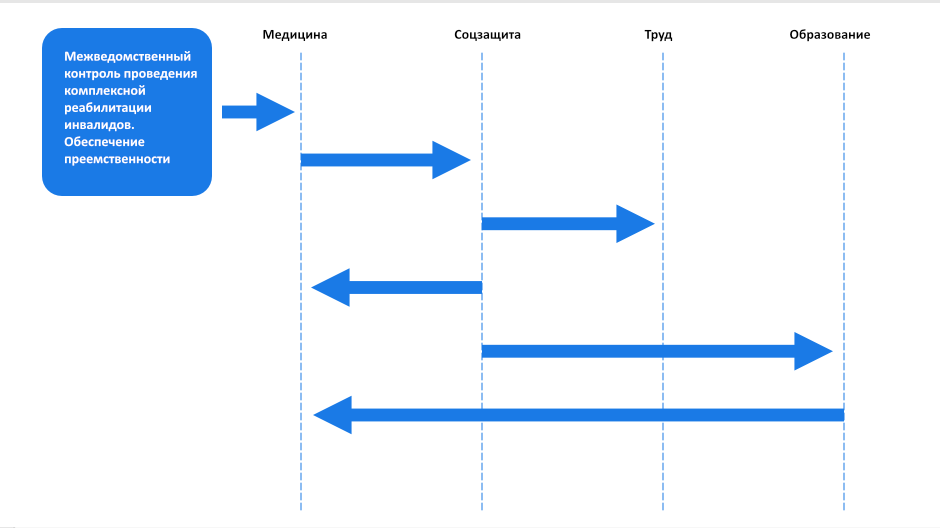 Медицина
Соцзащита
Труд
Образование
Межведомственный
контроль проведения
комплексной
реабилитации
инвалидов.
Обеспечение
преемственности